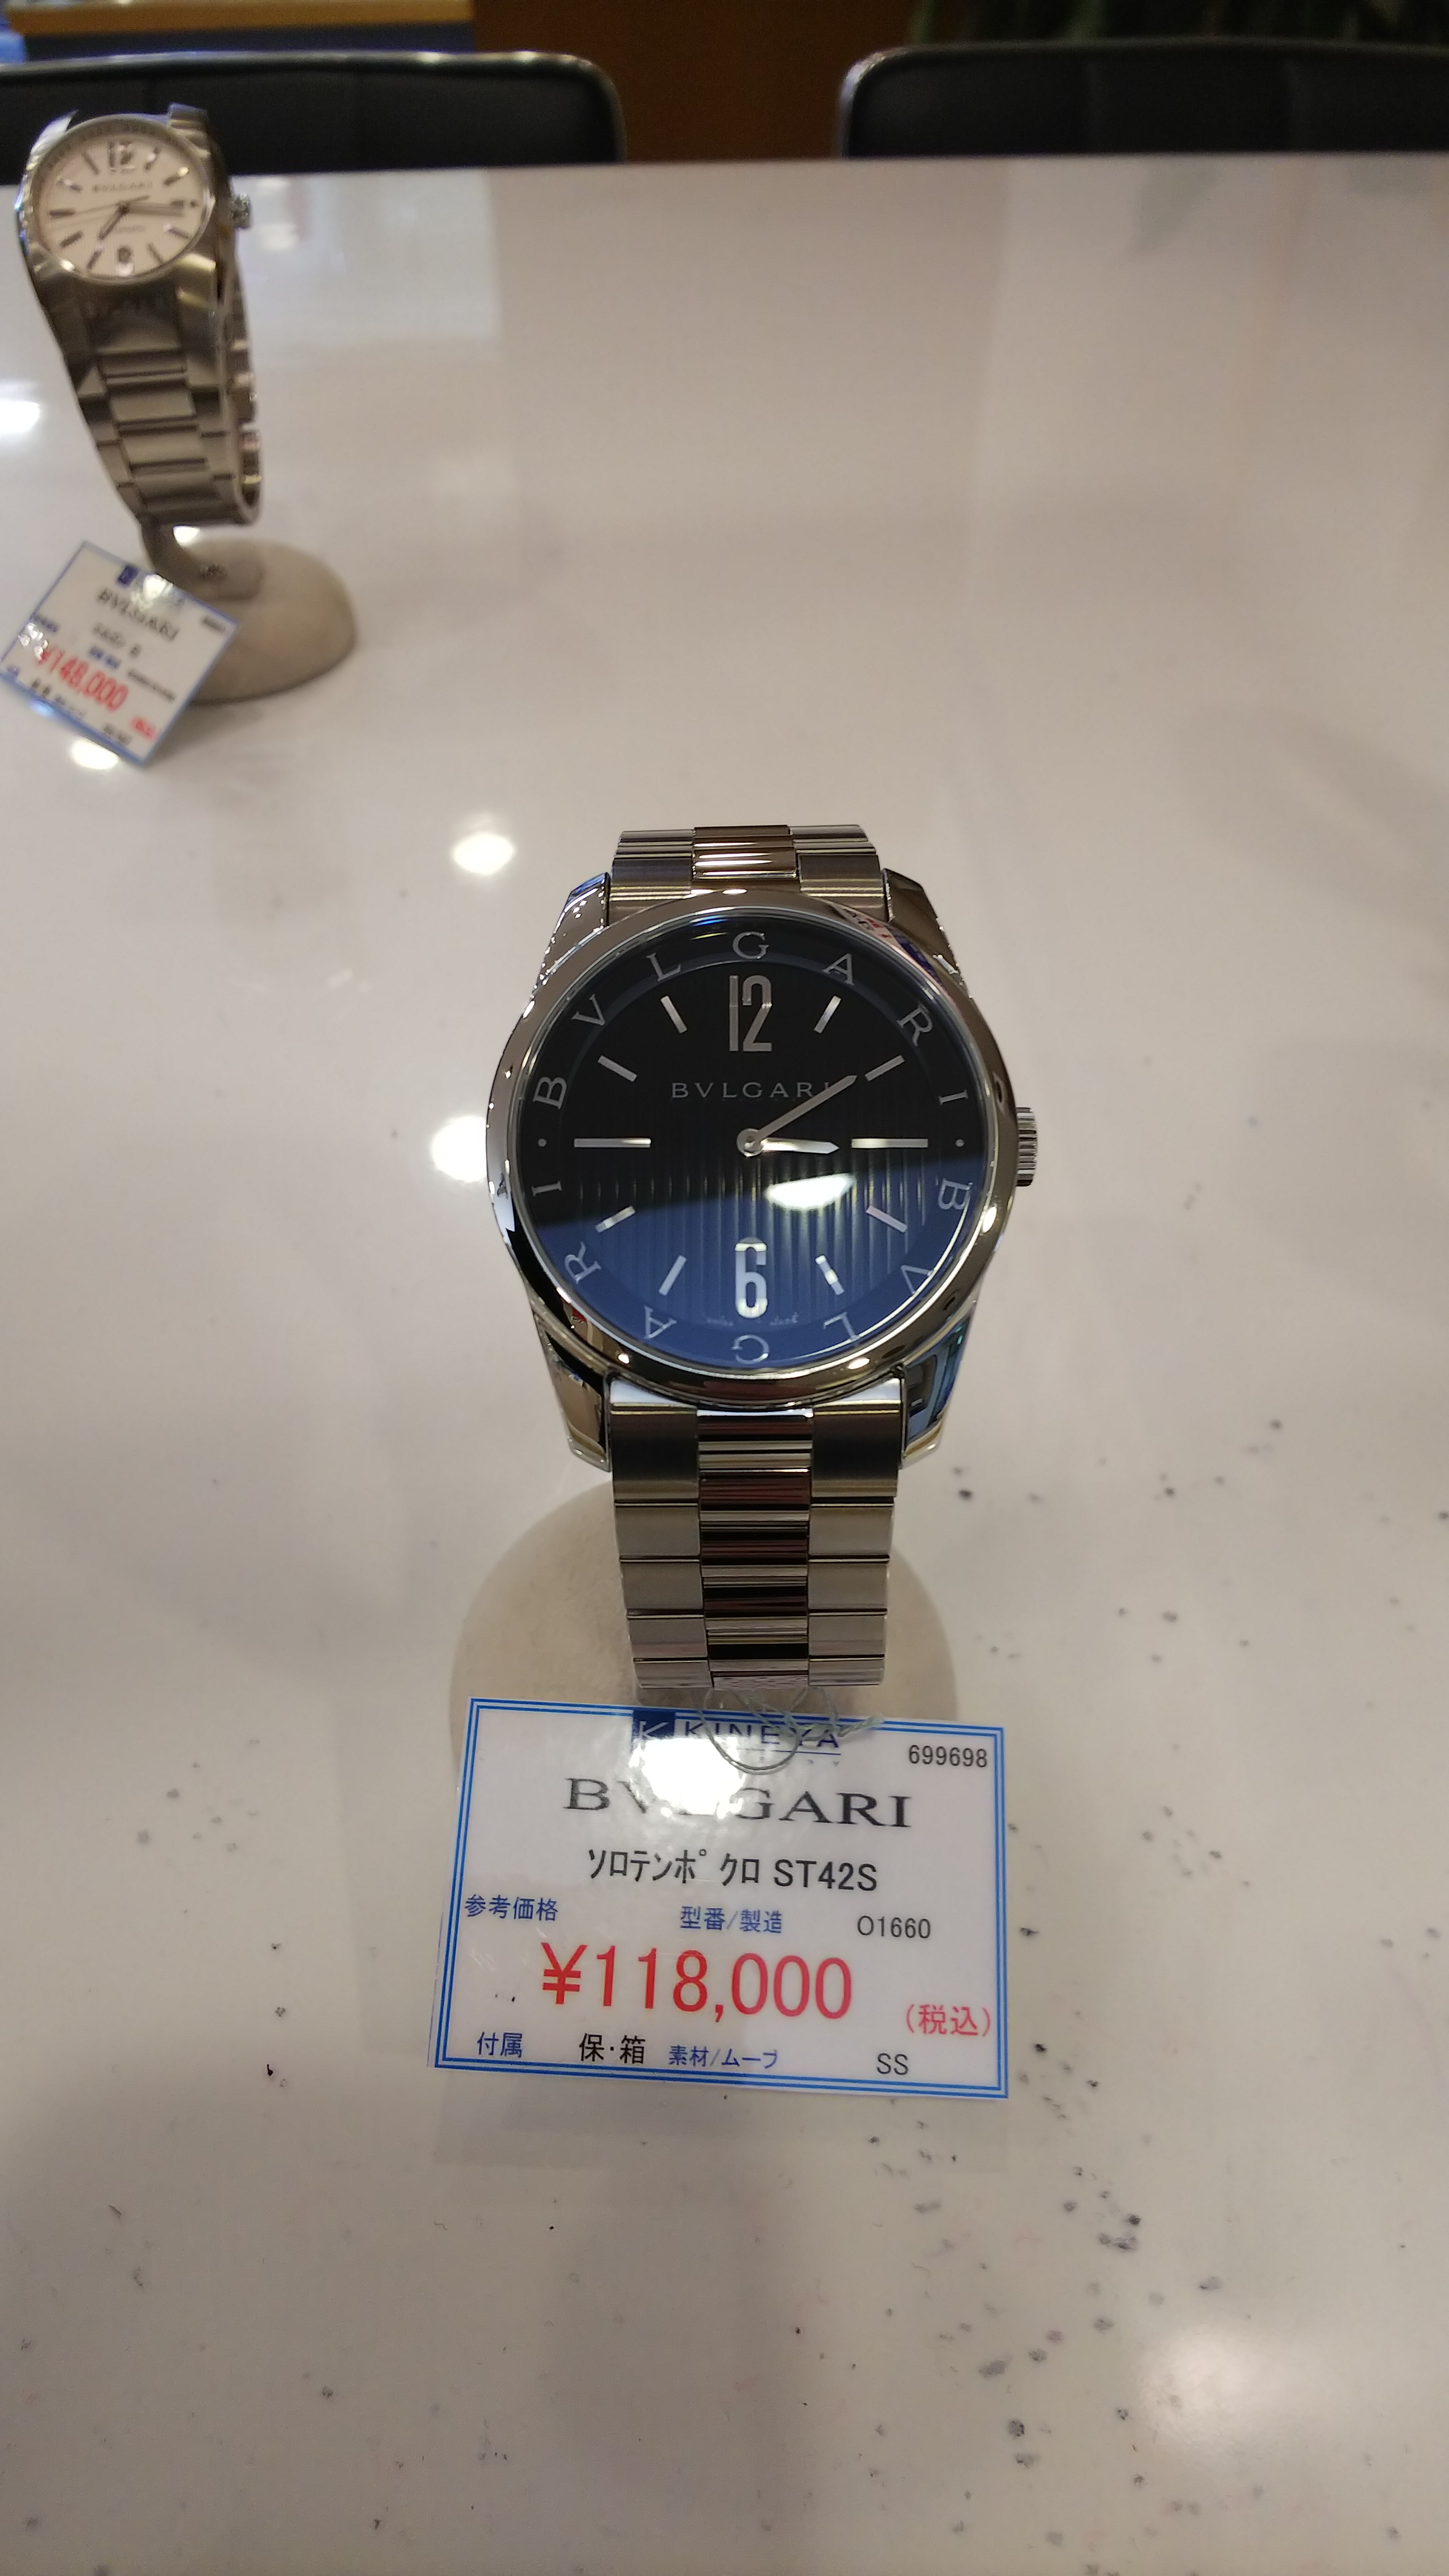 12
BVLGARI
BVLGARI
¥148,000
BVLGARI
12
BVLGARI
6
BVLGARI
KINEYA
699698
BVLGARI
ソロテンポ クロ ST42S
参考価格 型番/製造 O1660
¥118,000 (税込)
付属 保・箱 素材/ムーブ SS